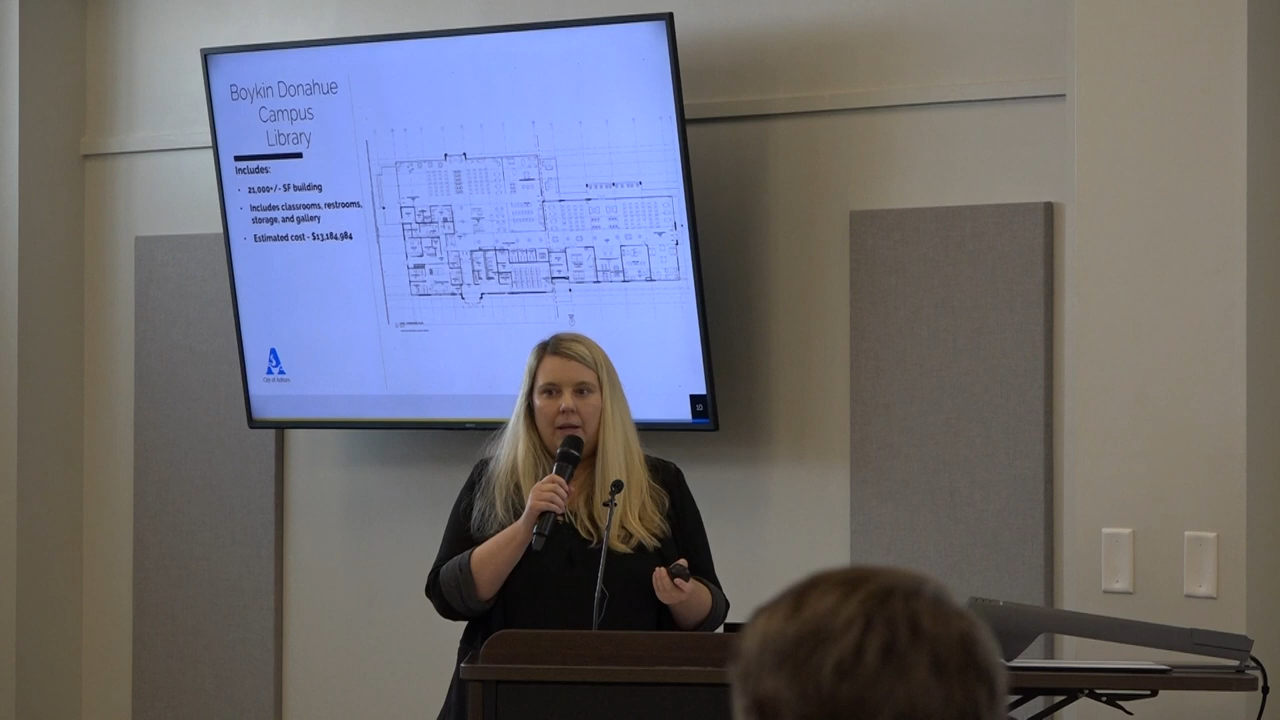 Boykin Donahue
Campus
Library
Includes:
• 21,000+/- SF building
• Includes classrooms, restrooms,
storage, and gallery
• Estimated cost - $13,184,984
A
City of Auburn
10